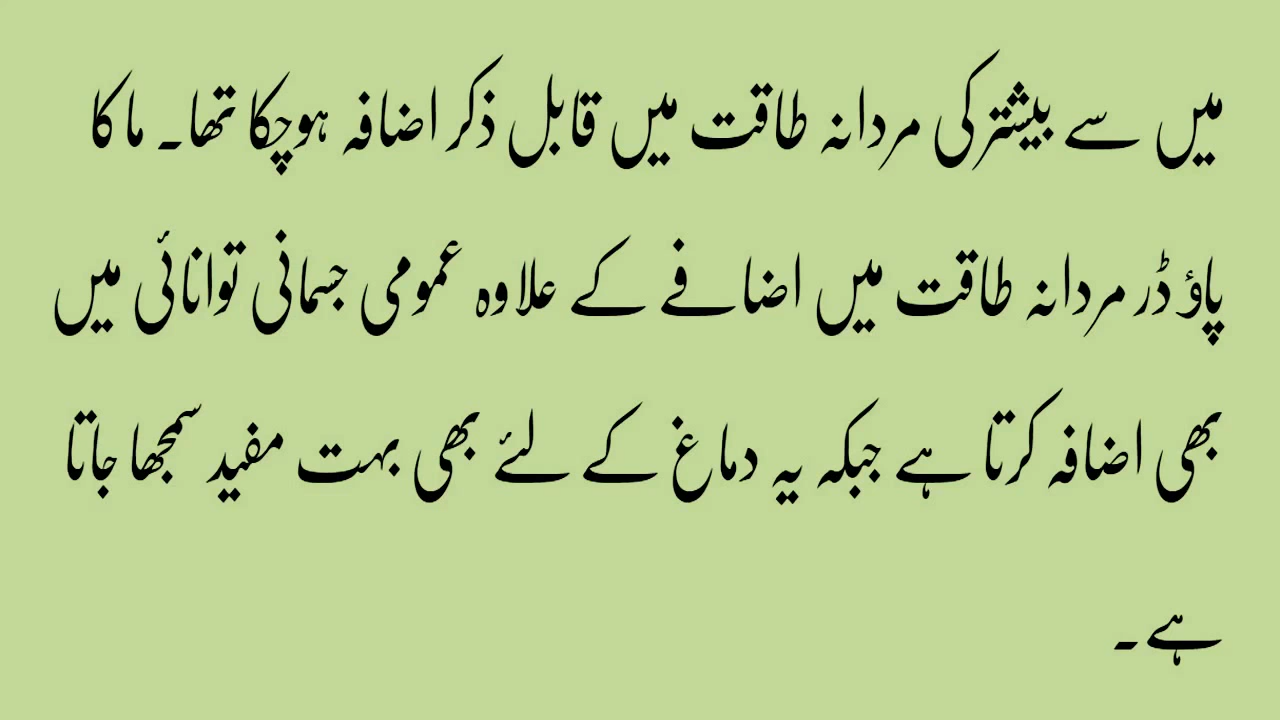 میں سے بیشتر کی مردانہ طاقت میں قابل ذکر اضافہ ہوچکا تھا۔ ماکا
پاؤڈر مردانہ طاقت میں اضافے کے علاوہ عمومی جسمانی توانائی میں
بھی اضافہ کرتا ہے جبکہ یہ دماغ کے لئے بھی بہت مفید سمجھا جاتا
ہے۔